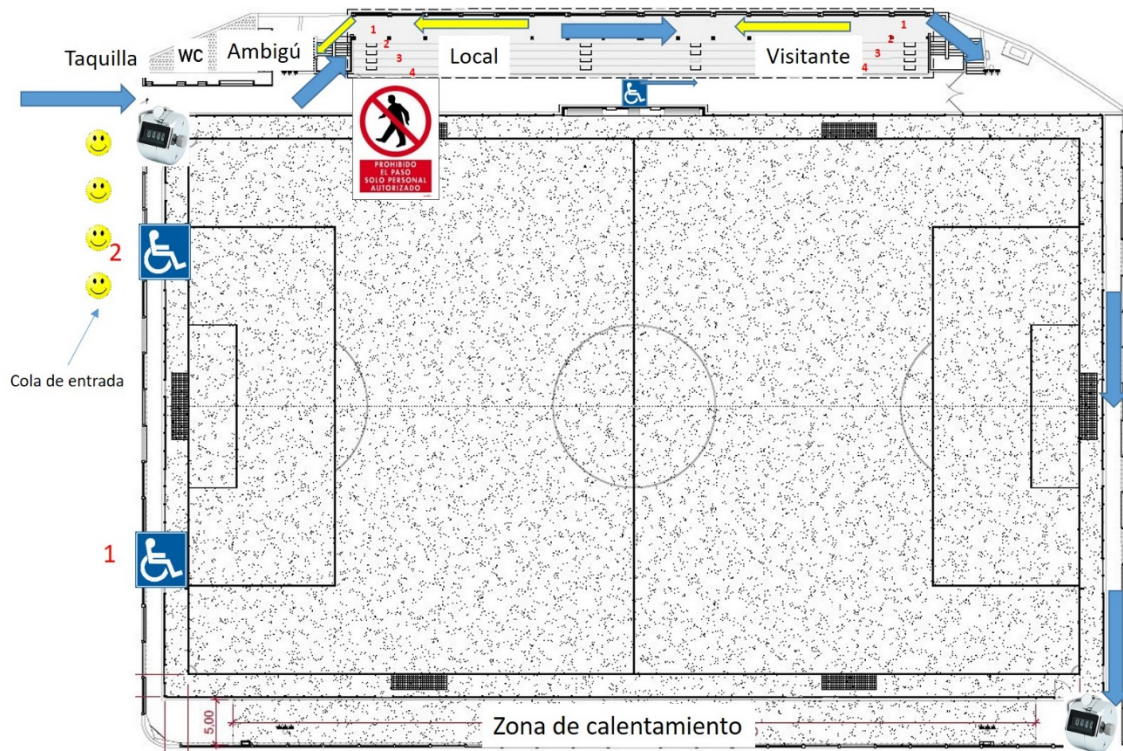 Taquilla
WC
Ambigú
Local
Visitante
1
2
3
4
1
2
3
4
PROHIBIDO
EL PASO
SOLO PERSONAL
AUTORIZADO
2
Cola de entrada
1
5.00
Zona de calentamiento